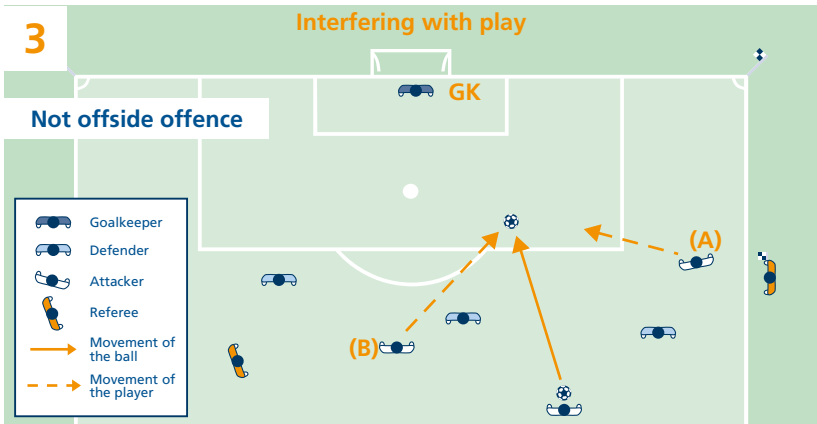 3
Interfering with play
GK
Not offside offence
(A)
(B)
Goalkeeper
Defender
Attacker
Referee
Movement of
the ball
Movement of
the player